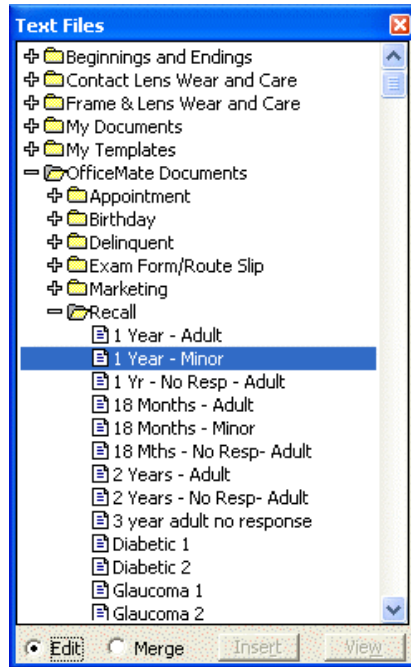 Text Files
Beginnings and Endings
Contact Lens Wear and Care
Frame & Lens Wear and Care
My Documents
My Templates
OfficeMate Documents
Appointment
Birthday
Delinquent
Exam Form/Route Slip
Marketing
Recall
1 Year - Adult
1 Year - Minor
1 Yr - No Resp - Adult
18 Months - Adult
18 Months - Minor
18 Mths - No Resp- Adult
2 Years - Adult
2 Years - No Resp- Adult
3 year adult no response
Diabetic 1
Diabetic 2
Glaucoma 1
Glaucoma 2
Edit Merge Insert View